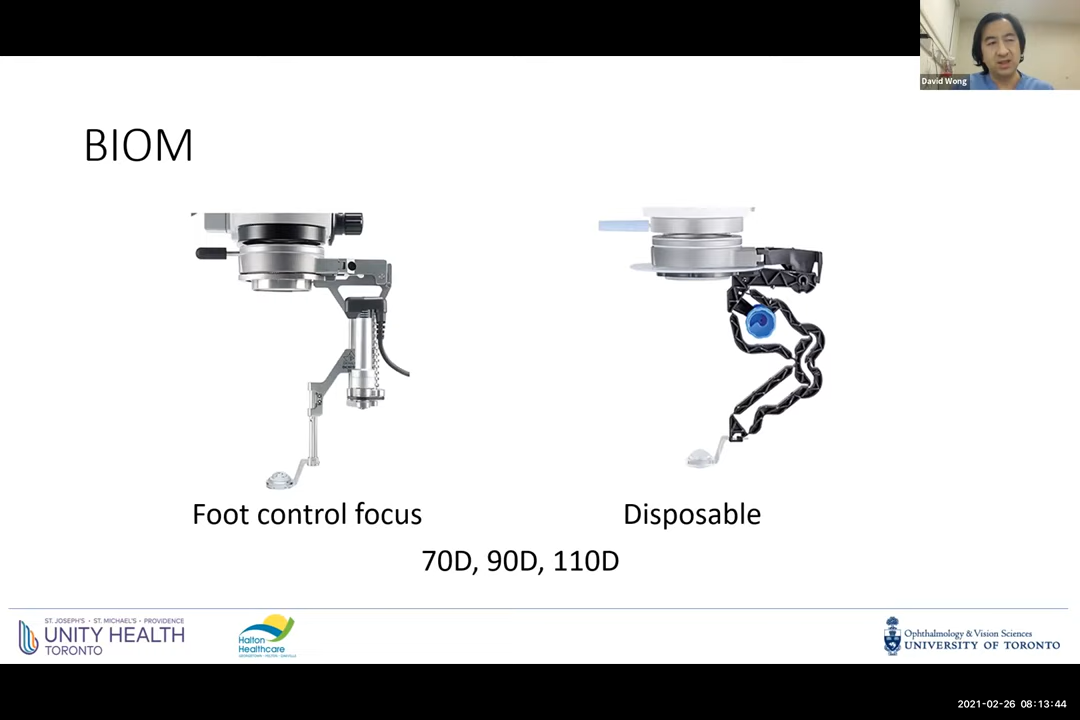 David Wong
BIOM
Foot control focus
Disposable
70D, 90D, 110D
ST. JOSEPH'S • ST. MICHAEL'S • PROVIDENCE
UNITY HEALTH
TORONTO
Halton
Healthcare
Ophthalmology & Vision Sciences
UNIVERSITY OF TORONTO
2021-02-26 08:13:44